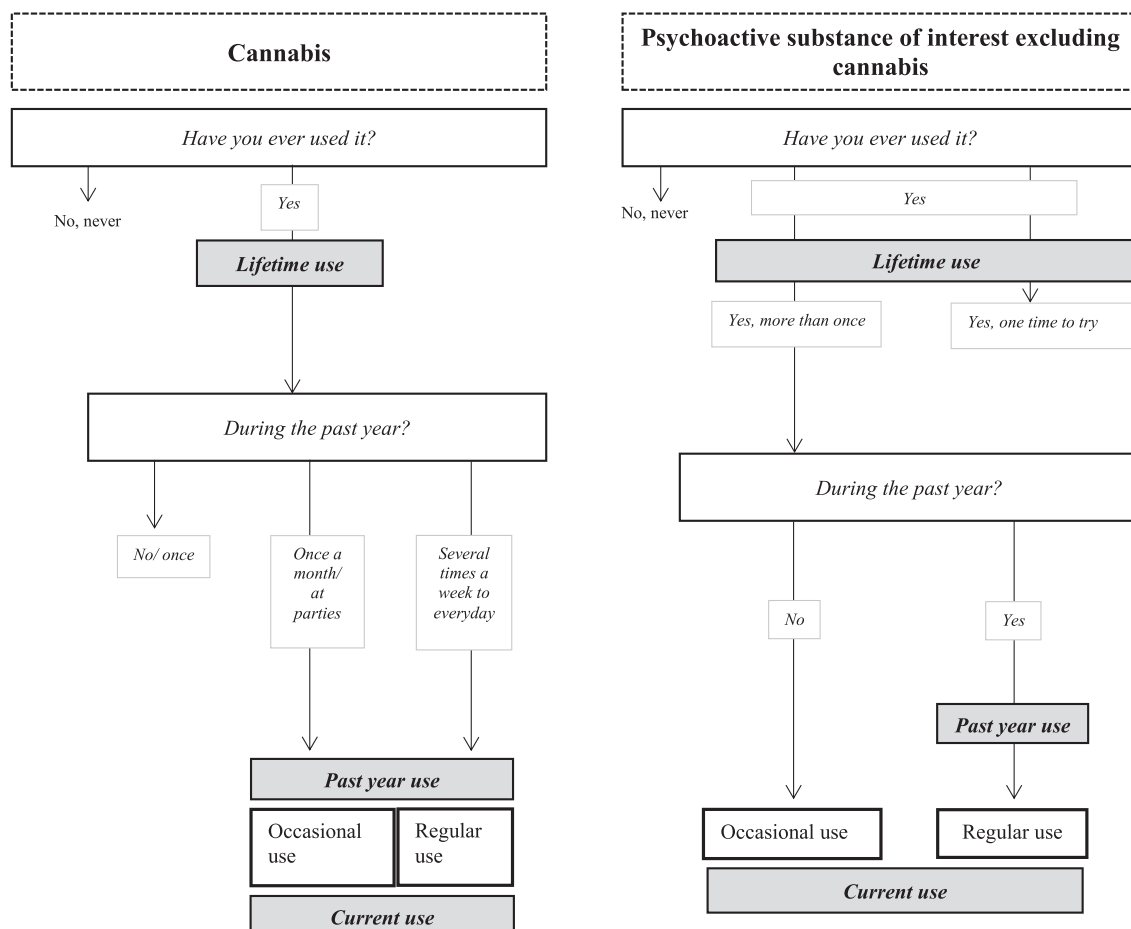 Cannabis
Have you ever used it?
No, never
Yes
Lifetime use
During the past year?
No/ once
Once a
month/
at
parties
Several
times a
week to
everyday
Past year use
Occasional
use
Regular
use
Current use
Psychoactive substance of interest excluding
cannabis
Have you ever used it?
No, never
Yes
Lifetime use
Yes, more than once
Yes, one time to try
During the past year?
No
Yes
Past year use
Occasional use
Regular use
Current use